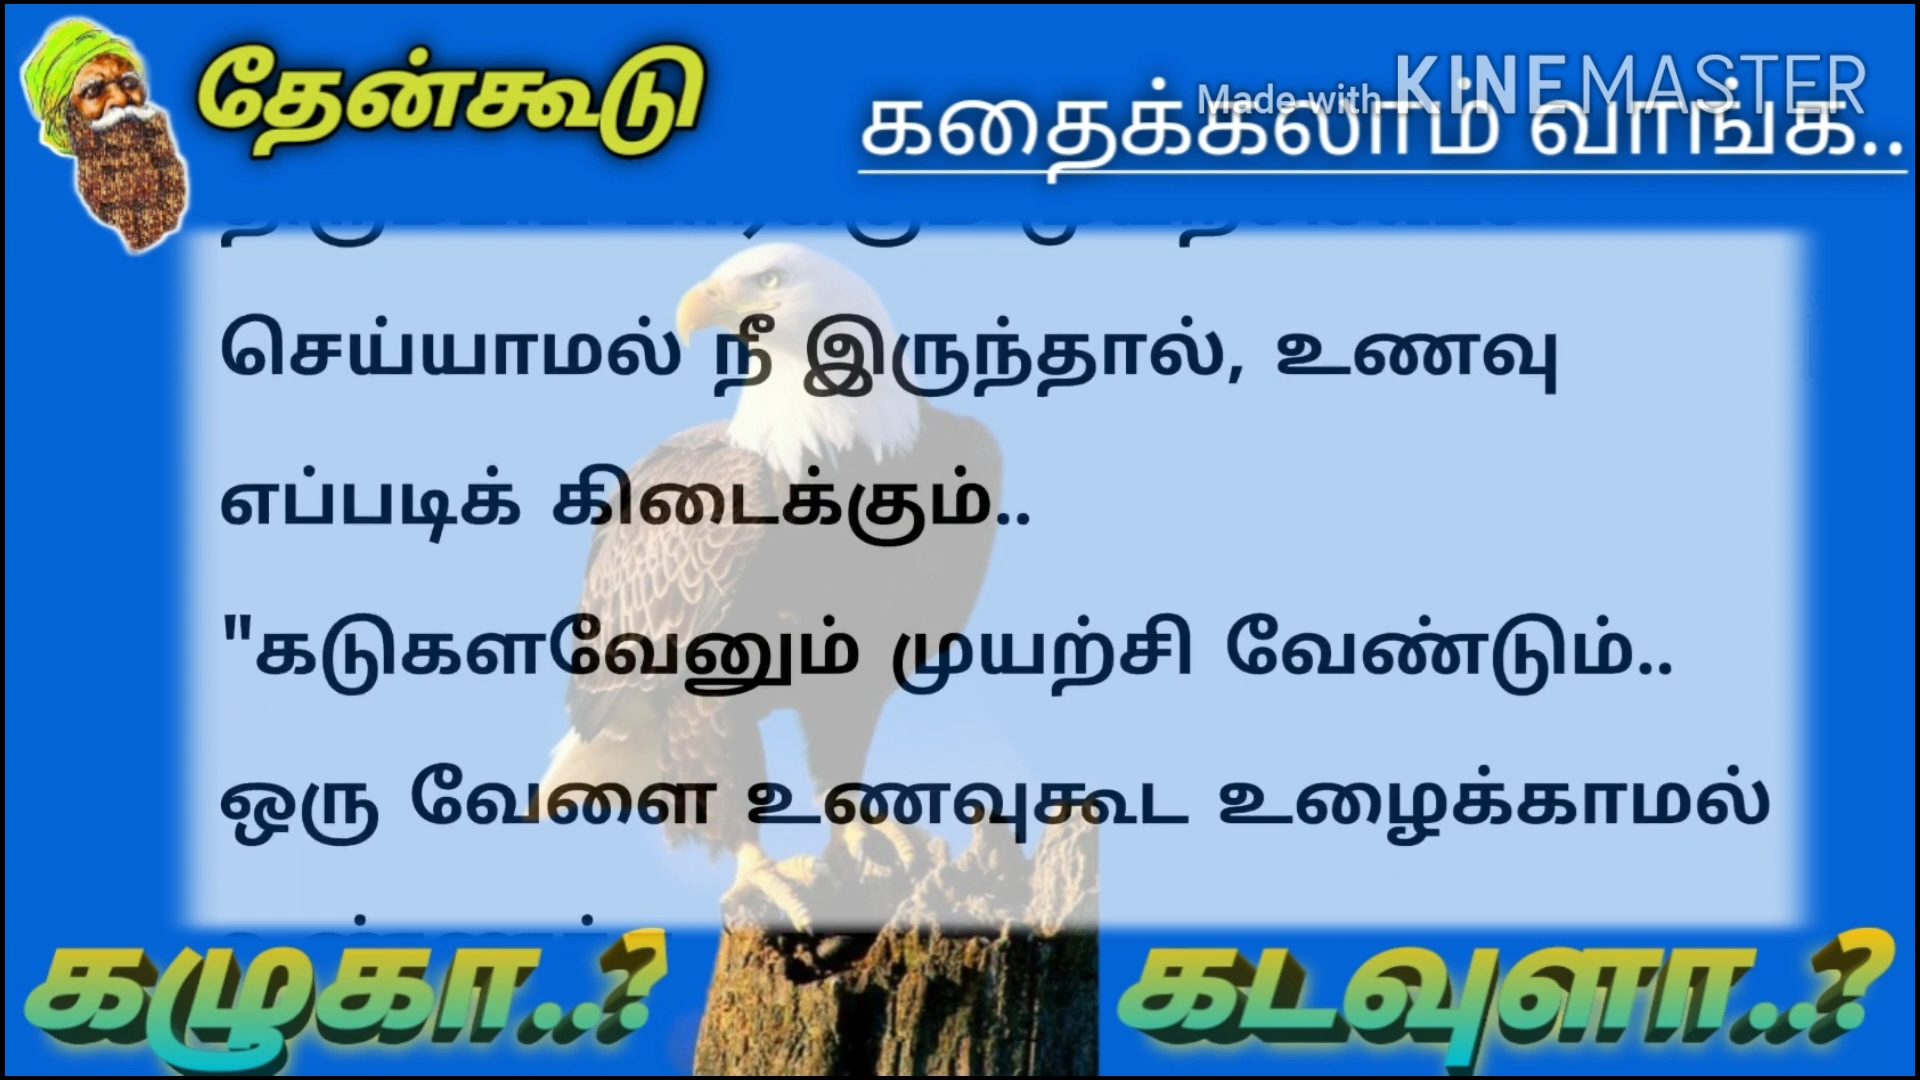 தேன்கூடு
Made with KINEMASTER
கதைக்கலாம் வாங்க..
செய்யாமல் நீ இருந்தால், உணவு
எப்படிக் கிடைக்கும்..
"கடுகளவேனும் முயற்சி வேண்டும்..
ஒரு வேளை உணவுகூட உழைக்காமல்
கழுகா..?
கடவுளா..?